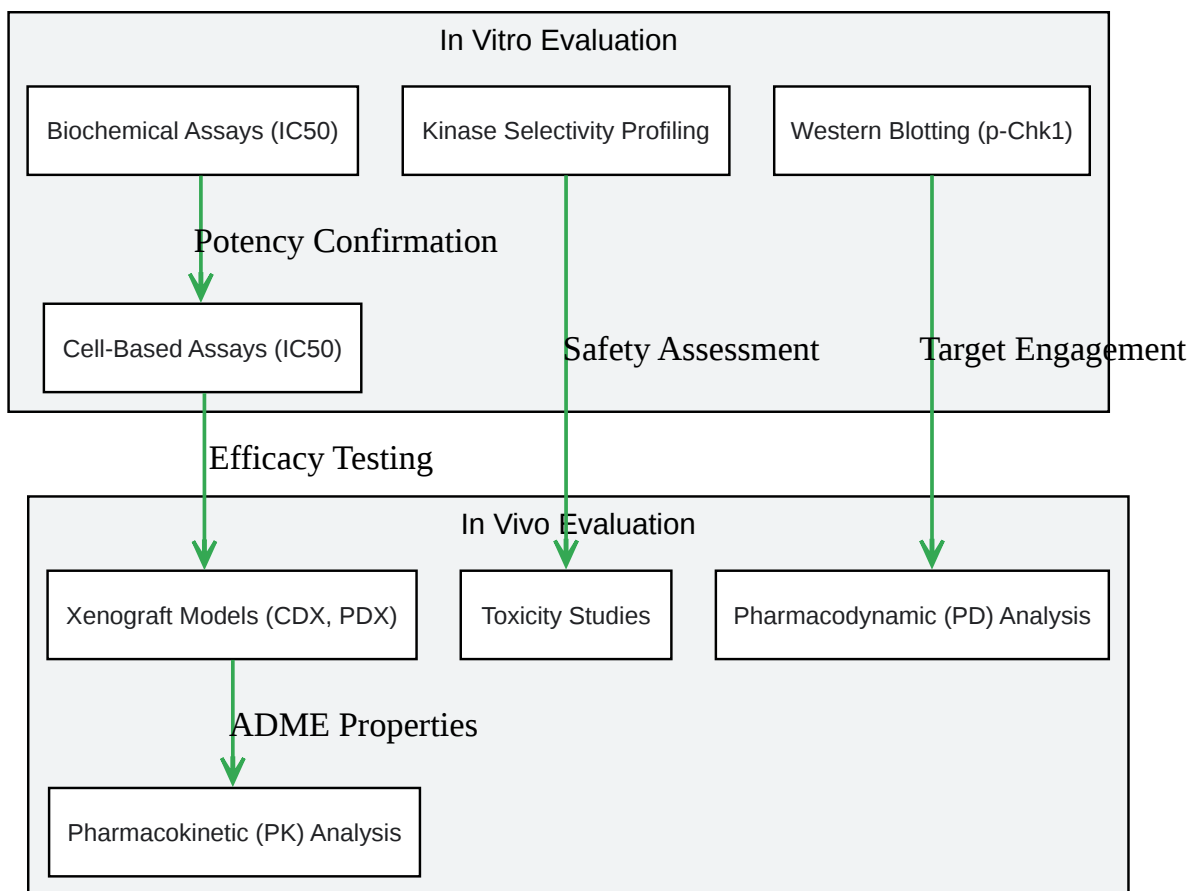 In Vitro Evaluation
Biochemical Assays (IC50)
Kinase Selectivity Profiling
Western Blotting (p-Chk1)
Potency Confirmation
Cell-Based Assays (IC50)
Safety Assessment
Target Engagement
Efficacy Testing
In Vivo Evaluation
Xenograft Models (CDX, PDX)
Toxicity Studies
Pharmacodynamic (PD) Analysis
ADME Properties
Pharmacokinetic (PK) Analysis